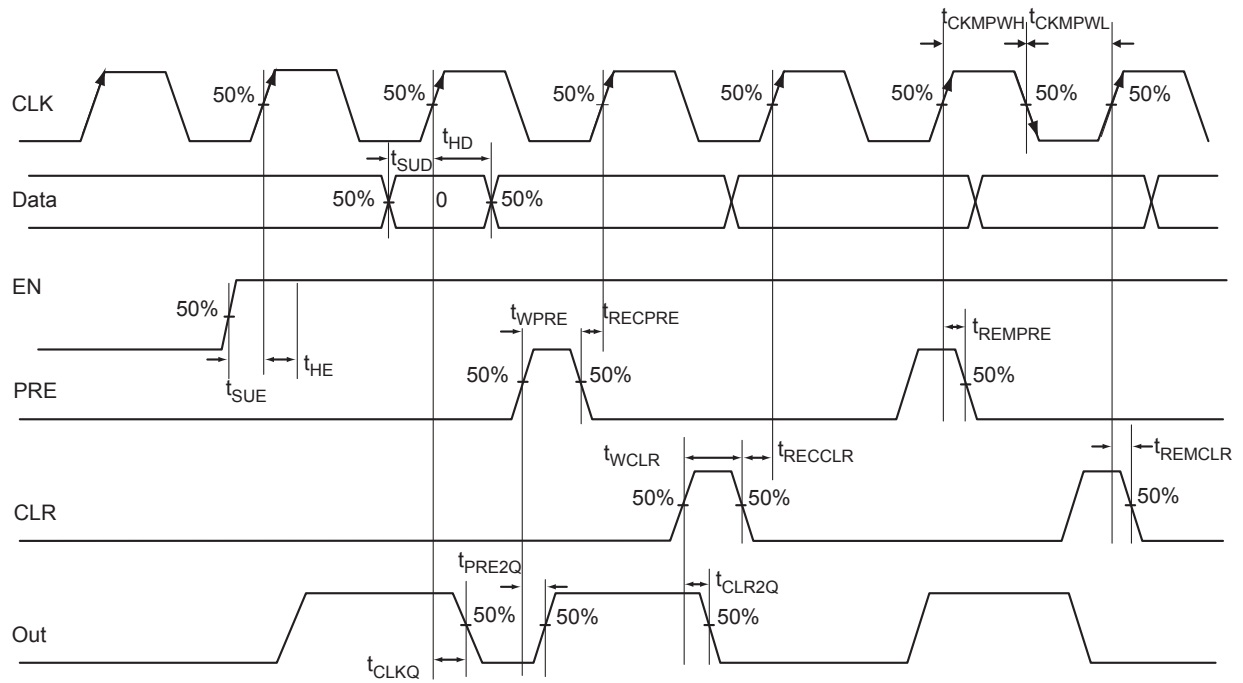 tCKMPWH tCKMPWL
CLK
50% 50% 50% 50% 50% 50% 50%
tSUD tHD
Data
50% 0 50%
EN
50%
tSUE tHE
tWPRE tRECPRE
tREMPRE
PRE
50% 50% 50%
tWCLR tRECCLR
tREMCLR
CLR
50% 50% 50%
tPRE2Q
tCLR2Q
Out
50% 50% 50%
tCLKQ